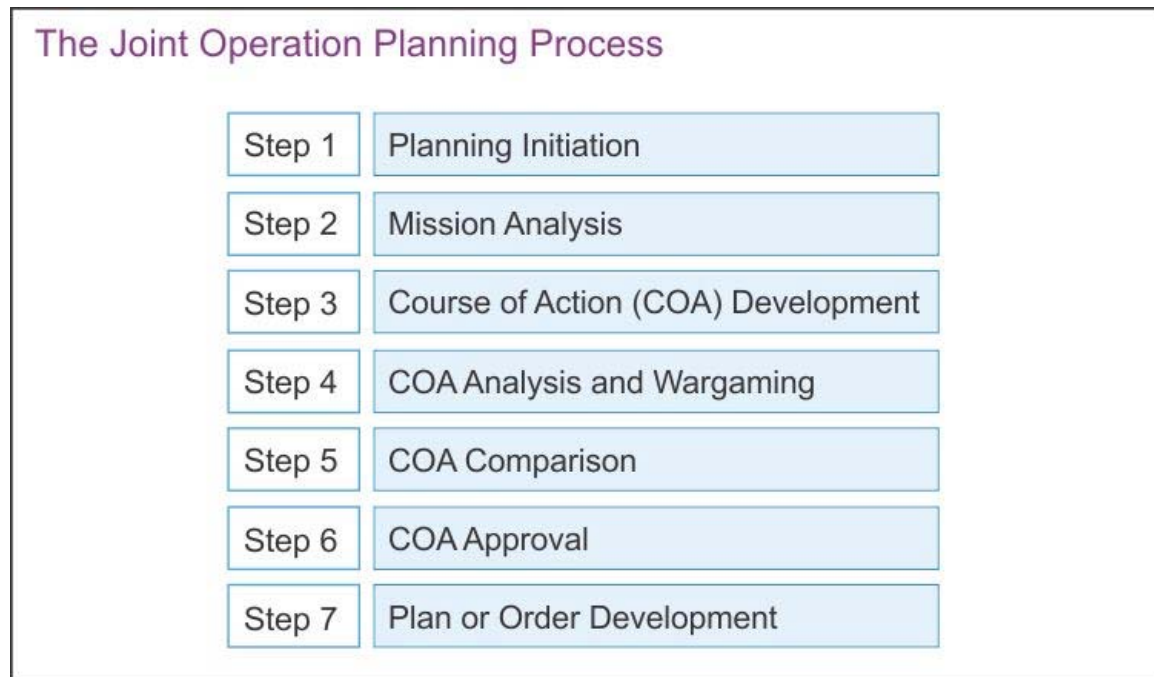 The Joint Operation Planning Process
Step 1 Planning Initiation
Step 2 Mission Analysis
Step 3 Course of Action (COA) Development
Step 4 COA Analysis and Wargaming
Step 5 COA Comparison
Step 6 COA Approval
Step 7 Plan or Order Development